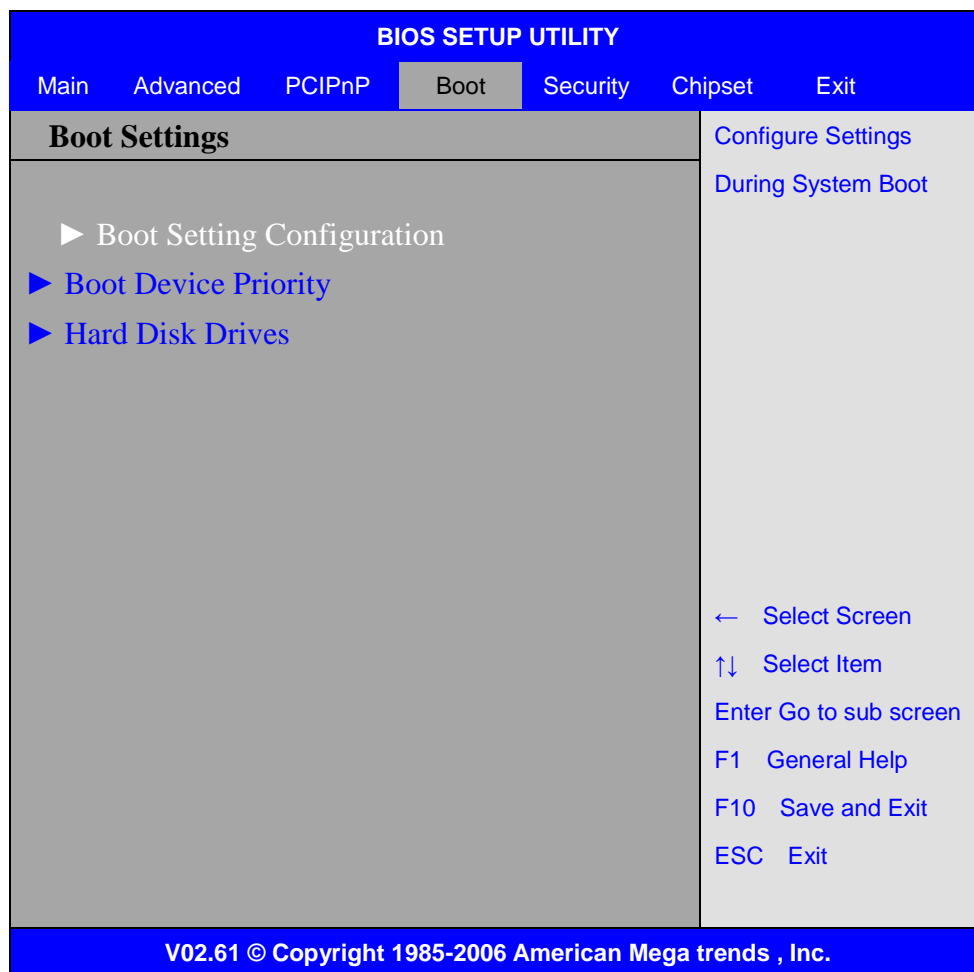 BIOS SETUP UTILITY
Main Advanced PCIPnP Boot Security Chipset Exit
Boot Settings
► Boot Setting Configuration
► Boot Device Priority
► Hard Disk Drives
Configure Settings
During System Boot
← Select Screen
↑↓ Select Item
Enter Go to sub screen
F1 General Help
F10 Save and Exit
ESC Exit
V02.61 © Copyright 1985-2006 American Mega trends , Inc.